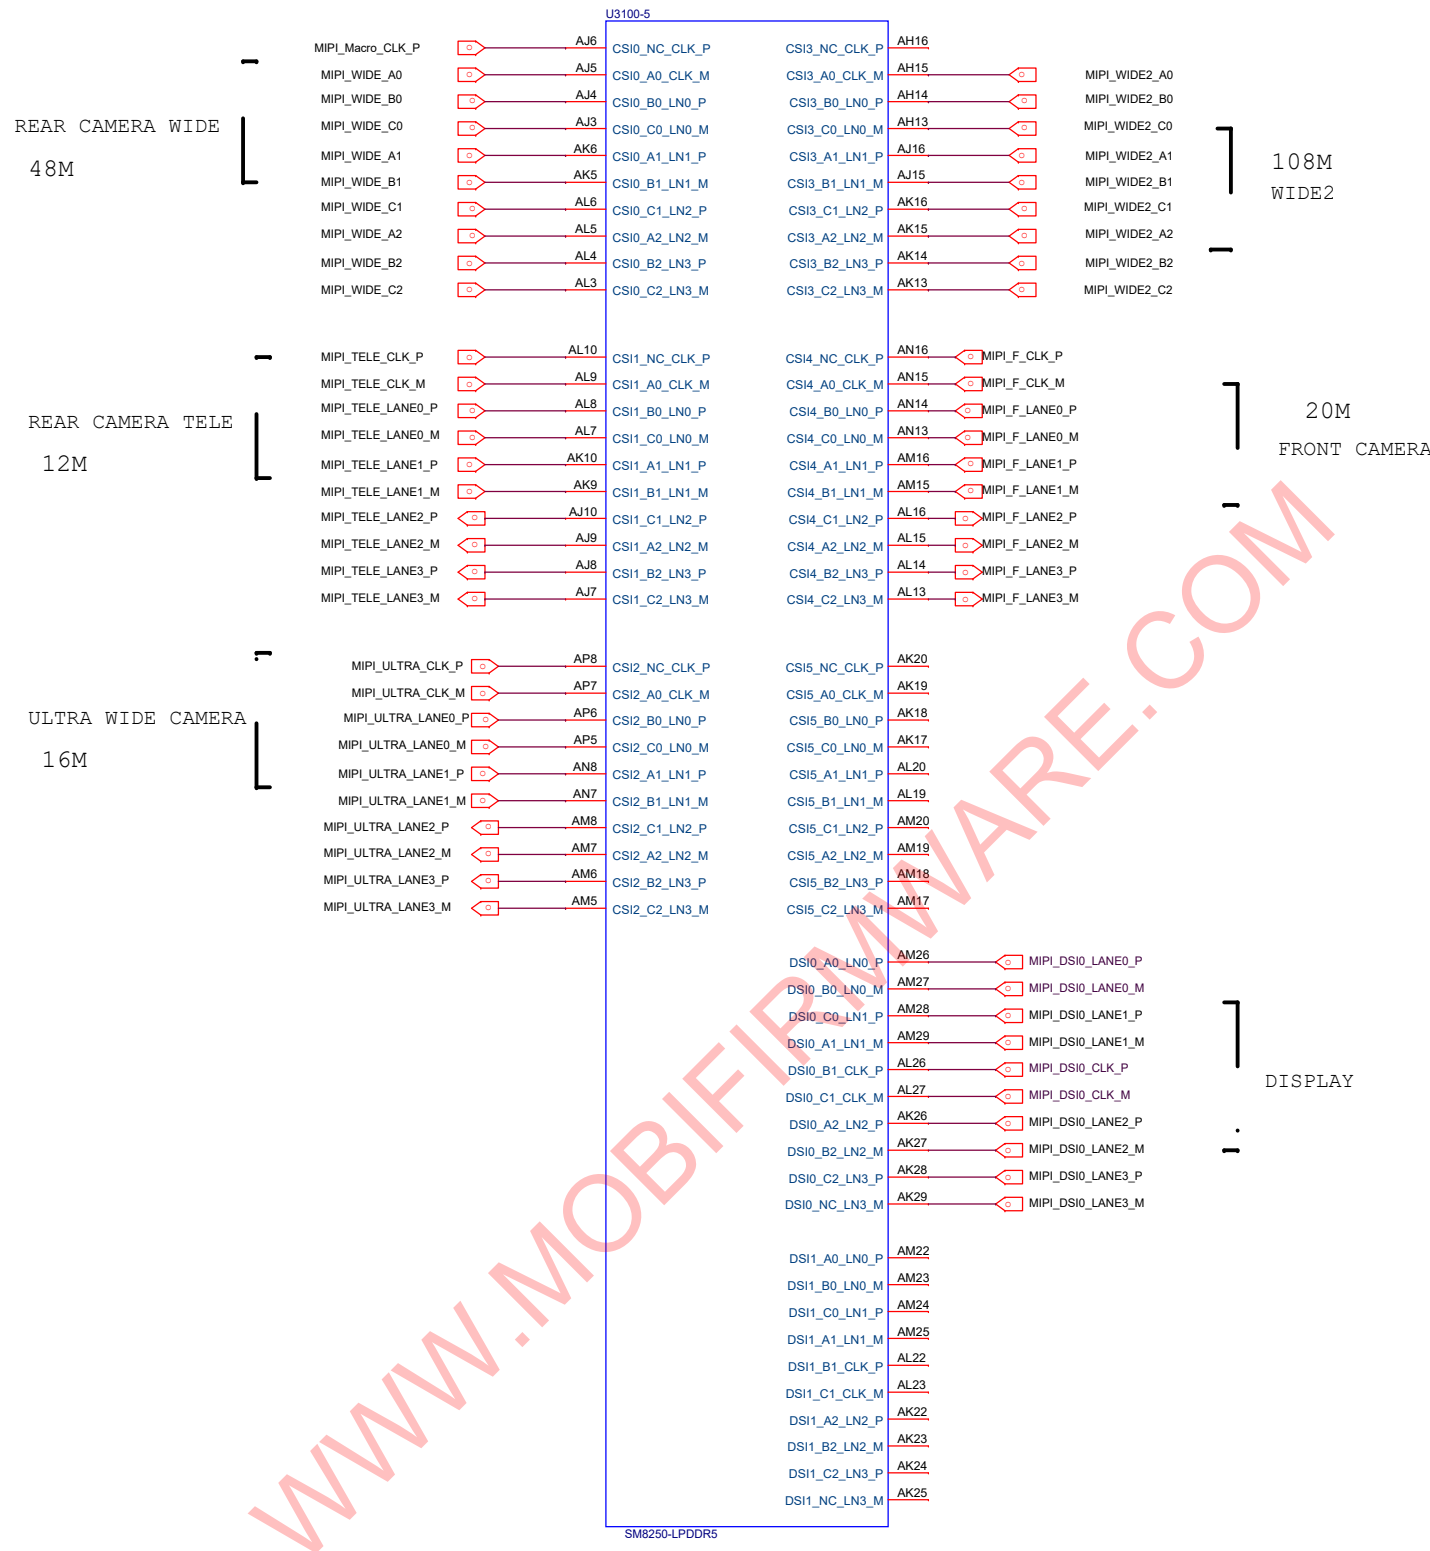 U3100-5
MIPI_Macro_CLK_P AJ6 CSI0_NC_CLK_P CSI3_NC_CLK_P AH16
MIPI_WIDE_A0 AJ5 CSI0_A0_CLK_M CSI3_A0_CLK_M AH15 MIPI_WIDE2_A0
MIPI_WIDE_B0 AJ4 CSI0_B0_LN0_P CSI3_B0_LN0_P AH14 MIPI_WIDE2_B0
REAR CAMERA WIDE MIPI_WIDE_C0 AJ3 CSI0_C0_LN0_M CSI3_C0_LN0_M AH13 MIPI_WIDE2_C0
48M MIPI_WIDE_A1 AK6 CSI0_A1_LN1_P CSI3_A1_LN1_P AJ16 MIPI_WIDE2_A1 108M
MIPI_WIDE_B1 AK5 CSI0_B1_LN1_M CSI3_B1_LN1_M AJ15 MIPI_WIDE2_B1 WIDE2
MIPI_WIDE_C1 AL6 CSI0_C1_LN2_P CSI3_C1_LN2_P AK16 MIPI_WIDE2_C1
MIPI_WIDE_A2 AL5 CSI0_A2_LN2_M CSI3_A2_LN2_M AK15 MIPI_WIDE2_A2
MIPI_WIDE_B2 AL4 CSI0_B2_LN3_P CSI3_B2_LN3_P AK14 MIPI_WIDE2_B2
MIPI_WIDE_C2 AL3 CSI0_C2_LN3_M CSI3_C2_LN3_M AK13 MIPI_WIDE2_C2
MIPI_TELE_CLK_P AL10 CSI1_NC_CLK_P CSI4_NC_CLK_P AN16 MIPI_F_CLK_P
MIPI_TELE_CLK_M AL9 CSI1_A0_CLK_M CSI4_A0_CLK_M AN15 MIPI_F_CLK_M
MIPI_TELE_LANE0_P AL8 CSI1_B0_LN0_P CSI4_B0_LN0_P AN14 MIPI_F_LANE0_P 20M
REAR CAMERA TELE MIPI_TELE_LANE0_M AL7 CSI1_C0_LN0_M CSI4_C0_LN0_M AN13 MIPI_F_LANE0_M FRONT CAMERA
12M MIPI_TELE_LANE1_P AK10 CSI1_A1_LN1_P CSI4_A1_LN1_P AM16 MIPI_F_LANE1_P
MIPI_TELE_LANE1_M AK9 CSI1_B1_LN1_M CSI4_B1_LN1_M AM15 MIPI_F_LANE1_M
MIPI_TELE_LANE2_P AJ10 CSI1_C1_LN2_P CSI4_C1_LN2_P AL16 MIPI_F_LANE2_P
MIPI_TELE_LANE2_M AJ9 CSI1_A2_LN2_M CSI4_A2_LN2_M AL15 MIPI_F_LANE2_M
MIPI_TELE_LANE3_P AJ8 CSI1_B2_LN3_P CSI4_B2_LN3_P AL14 MIPI_F_LANE3_P
MIPI_TELE_LANE3_M AJ7 CSI1_C2_LN3_M CSI4_C2_LN3_M AL13 MIPI_F_LANE3_M
MIPI_ULTRA_CLK_P AP8 CSI2_NC_CLK_P CSI5_NC_CLK_P AK20
MIPI_ULTRA_CLK_M AP7 CSI2_A0_CLK_M CSI5_A0_CLK_M AK19
ULTRA WIDE CAMERA MIPI_ULTRA_LANE0_P AP6 CSI2_B0_LN0_P CSI5_B0_LN0_P AK18
16M MIPI_ULTRA_LANE0_M AP5 CSI2_C0_LN0_M CSI5_C0_LN0_M AK17
MIPI_ULTRA_LANE1_P AN8 CSI2_A1_LN1_P CSI5_A1_LN1_P AL20
MIPI_ULTRA_LANE1_M AN7 CSI2_B1_LN1_M CSI5_B1_LN1_M AL19
MIPI_ULTRA_LANE2_P AM8 CSI2_C1_LN2_P CSI5_C1_LN2_P AM20
MIPI_ULTRA_LANE2_M AM7 CSI2_A2_LN2_M CSI5_A2_LN2_M AM19
MIPI_ULTRA_LANE3_P AM6 CSI2_B2_LN3_P CSI5_B2_LN3_P AM18
MIPI_ULTRA_LANE3_M AM5 CSI2_C2_LN3_M CSI5_C2_LN3_M AM17
DSI0_A0_LN0_P AM26 MIPI_DSI0_LANE0_P
DSI0_B0_LN0_M AM27 MIPI_DSI0_LANE0_M
DSI0_C0_LN1_P AM28 MIPI_DSI0_LANE1_P
DSI0_A1_LN1_M AM29 MIPI_DSI0_LANE1_M
DSI0_B1_CLK_P AL26 MIPI_DSI0_CLK_P DISPLAY
DSI0_C1_CLK_M AL27 MIPI_DSI0_CLK_M
DSI0_A2_LN2_P AK26 MIPI_DSI0_LANE2_P
DSI0_B2_LN2_M AK27 MIPI_DSI0_LANE2_M
DSI0_C2_LN3_P AK28 MIPI_DSI0_LANE3_P
DSI0_NC_LN3_M AK29 MIPI_DSI0_LANE3_M
DSI1_A0_LN0_P AM22
DSI1_B0_LN0_M AM23
DSI1_C0_LN1_P AM24
DSI1_A1_LN1_M AM25
DSI1_B1_CLK_P AL22
DSI1_C1_CLK_M AL23
DSI1_A2_LN2_P AK22
DSI1_B2_LN2_M AK23
DSI1_C2_LN3_P AK24
DSI1_NC_LN3_M AK25
SM8250-LPDDR5
WWW.MOBIFIRMWARE.COM